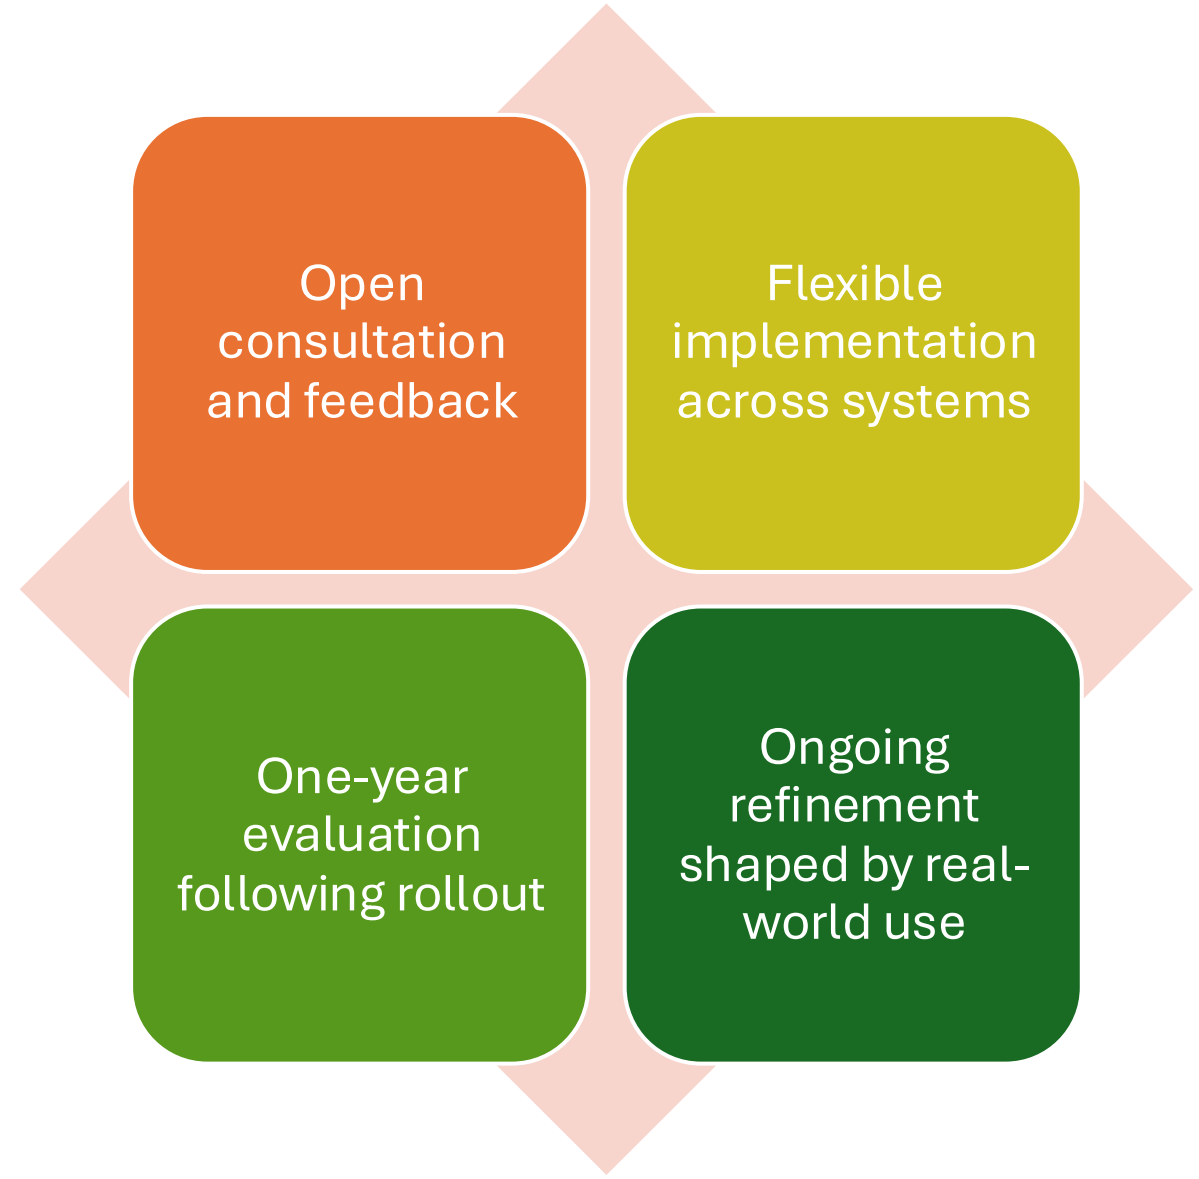 Open
consultation
and feedback
Flexible
implementation
across systems
One-year
evaluation
following rollout
Ongoing
refinement
shaped by real-
world use